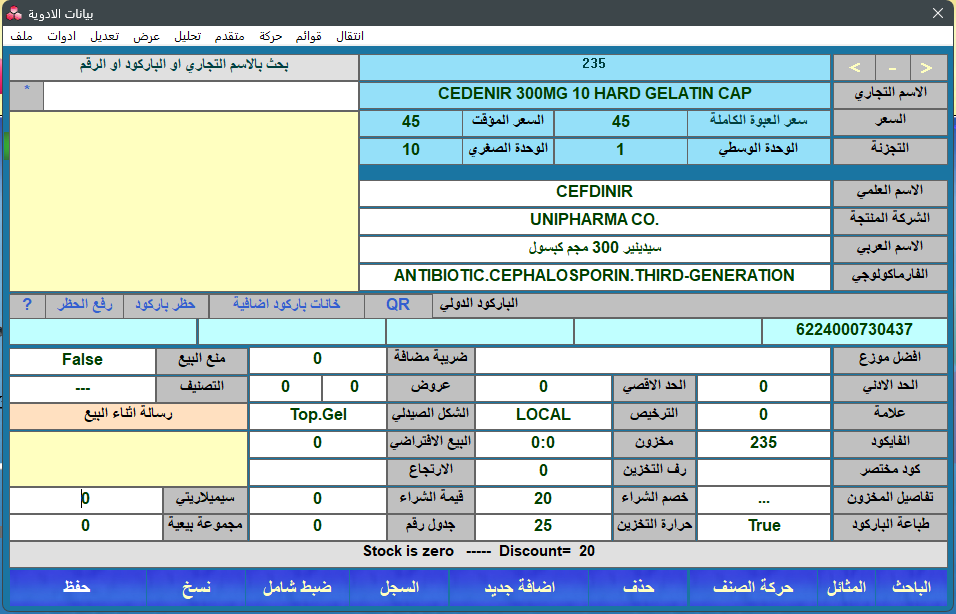 بيانات الادوية
ملف ادوات تعديل عرض تحليل متقدم حركة قوائم انتقال
بحث بالاسم التجاري او الباركود او الرقم
235
< - >
*
CEDENIR 300MG 10 HARD GELATIN CAP
الاسم التجاري
45 السعر المؤقت 45 سعر العبوة الكاملة السعر
10 الوحدة الصغري 1 الوحدة الوسطي التجزئة
CEFDINIR الاسم العلمي
UNIPHARMA CO. الشركة المنتجة
سيدينير 300 مجم كبسول الاسم العربي
ANTIBIOTIC.CEPHALOSPORIN.THIRD-GENERATION الفارماكولوجي
? رفع الحظر حظر باركود خانات باركود اضافية QR الباركود الدولي
6224000730437
False منع البيع 0 ضريبة مضافة افضل موزع
--- التصنيف 0 0 عروض 0 الحد الاقصي 0 الحد الادني
رسالة اثناء البيع Top.Gel الشكل الصيدلي LOCAL الترخيص 0 علامة
0 البيع الافتراضي 0:0 مخزون 235 الفايكود
الارتجاع 0 رف التخزين كود مختصر
0 سيميلاريتي 0 قيمة الشراء 20 خصم الشراء ... تفاصيل المخزون
0 مجموعة بيعية 0 جدول رقم 25 حرارة التخزين True طباعة الباركود
Stock is zero ----- Discount= 20
حفظ نسخ ضبط شامل السجل اضافة جديد حذف حركة الصنف المثائل الباحث